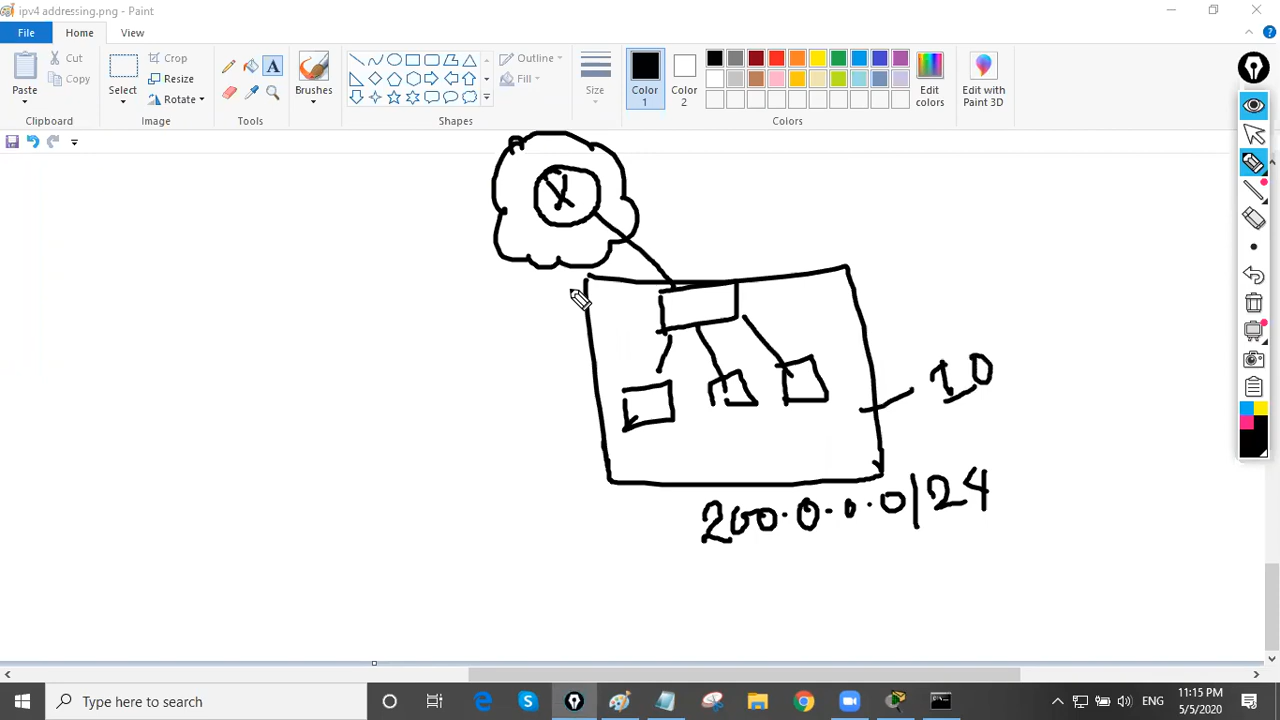 ipv4 addressing.png - Paint
File Home View
Paste
Cut
Copy
Clipboard
Select
Crop
Resize
Rotate
Image
A
Tools
Brushes
Outline
Fill
Shapes
Size
Color 1
Color 2
Edit colors
Edit with Paint 3D
Colors
X
10
200.0.0.0/24
Type here to search
ENG
11:15 PM
5/5/2020